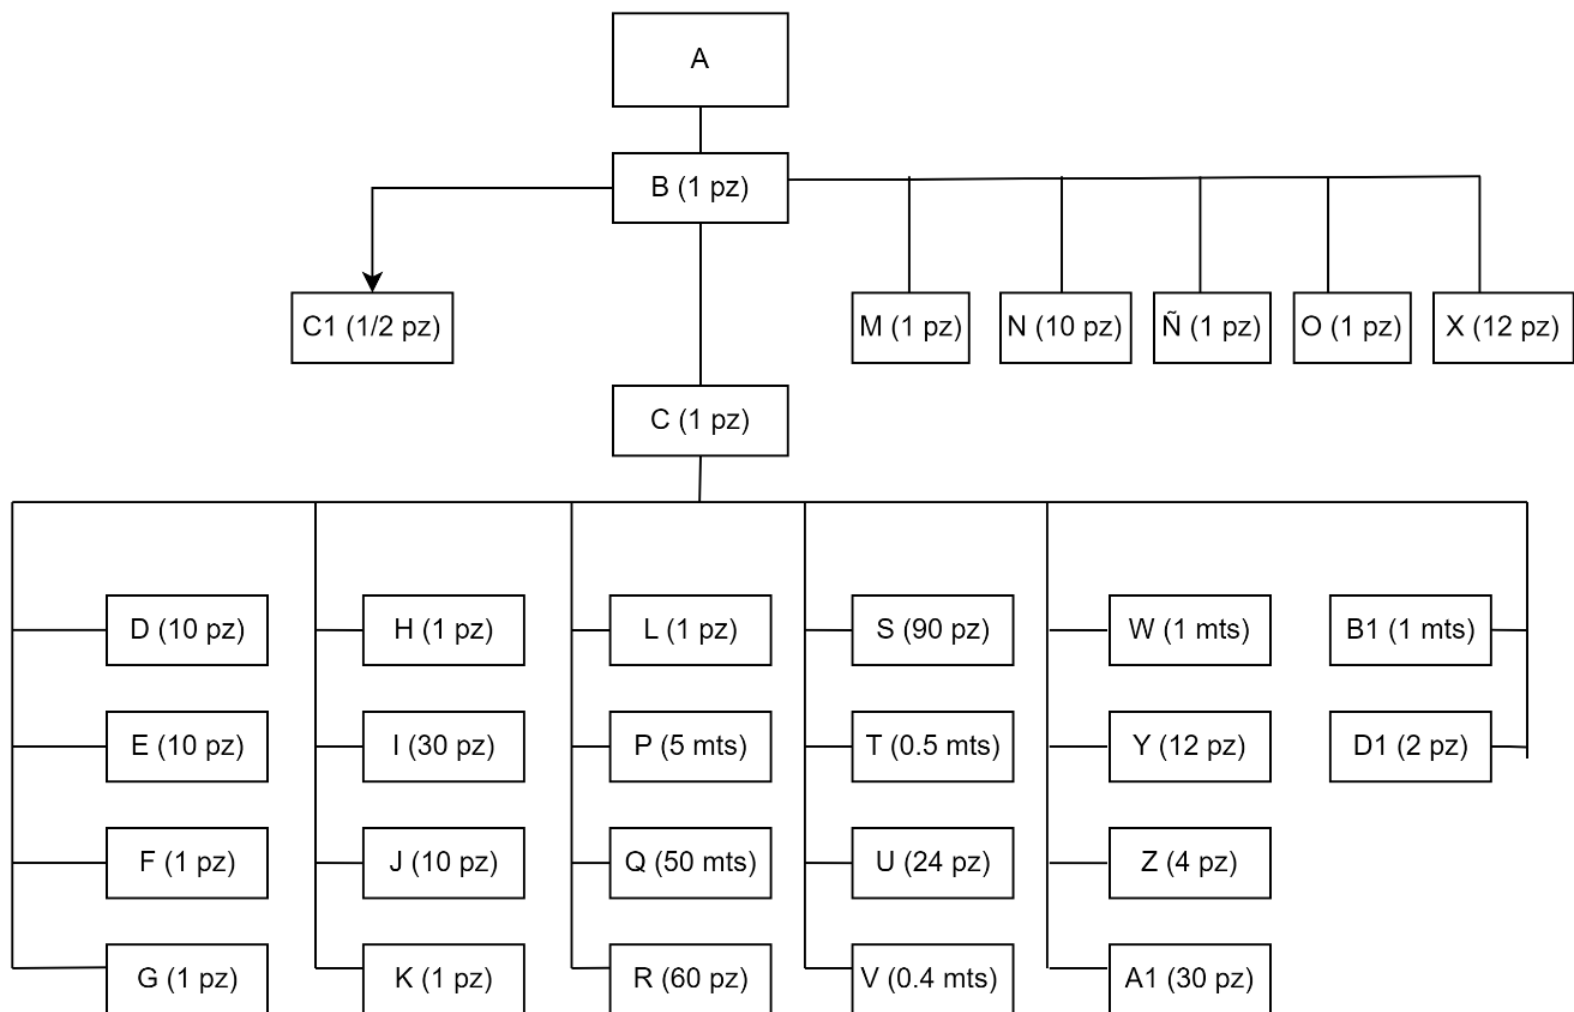 A
B (1 pz)
C1 (1/2 pz)
M (1 pz)
N (10 pz)
Ñ (1 pz)
O (1 pz)
X (12 pz)
C (1 pz)
D (10 pz)
H (1 pz)
L (1 pz)
S (90 pz)
W (1 mts)
B1 (1 mts)
E (10 pz)
I (30 pz)
P (5 mts)
T (0.5 mts)
Y (12 pz)
D1 (2 pz)
F (1 pz)
J (10 pz)
Q (50 mts)
U (24 pz)
Z (4 pz)
G (1 pz)
K (1 pz)
R (60 pz)
V (0.4 mts)
A1 (30 pz)